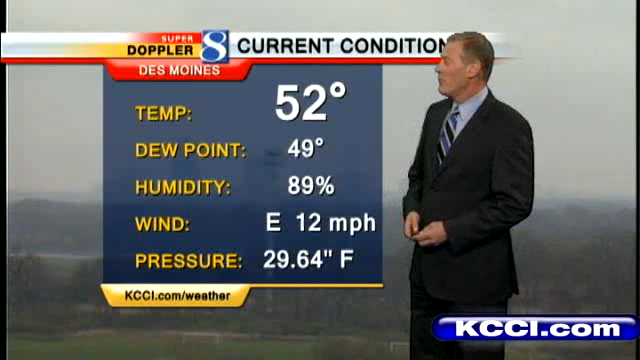 SUPER
DOPPLER 8 CURRENT CONDITION
DES MOINES
TEMP: 52°
DEW POINT: 49°
HUMIDITY: 89%
WIND: E 12 mph
PRESSURE: 29.64" F
KCCI.com/weather
KCCI.com